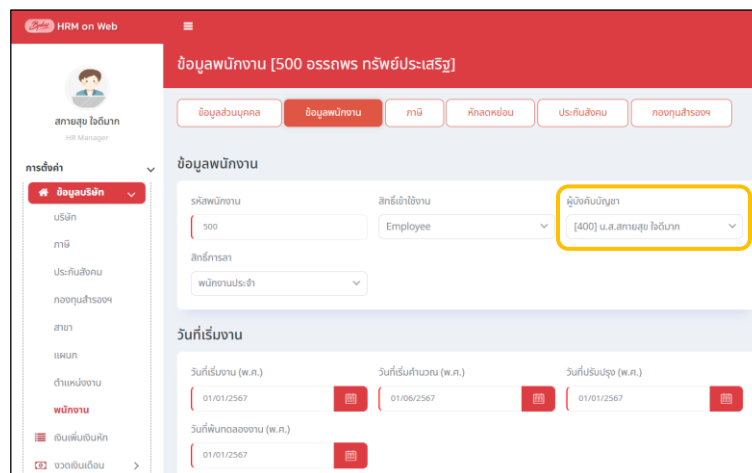 HRM on Web
ข้อมูลพนักงาน [500 อรรถพร ทรัพย์ประเสริฐ]
สกายสุข ใจดีมาก
HR Manager
ข้อมูลส่วนบุคคล
ข้อมูลพนักงาน
ภาษี
หักลดหย่อน
ประกันสังคม
กองทุนสำรองฯ
การตั้งค่า
ข้อมูลบริษัท
บริษัท
ภาษี
ประกันสังคม
กองทุนสำรองฯ
สาขา
แผนก
ตำแหน่งงาน
พนักงาน
เงินเพิ่มเงินหัก
งวดเงินเดือน
ข้อมูลพนักงาน
รหัสพนักงาน
สิทธิ์เข้าใช้งาน
ผู้บังคับบัญชา
500
Employee
[400] น.ส.สกายสุข ใจดีมาก
สิทธิ์การลา
พนักงานประจำ
วันที่เริ่มงาน
วันที่เริ่มงาน (พ.ศ.)
วันที่เริ่มคำนวณ (พ.ศ.)
วันที่ปรับปรุง (พ.ศ.)
01/01/2567
01/06/2567
01/01/2567
วันที่พ้นทดลองงาน (พ.ศ.)
01/01/2567